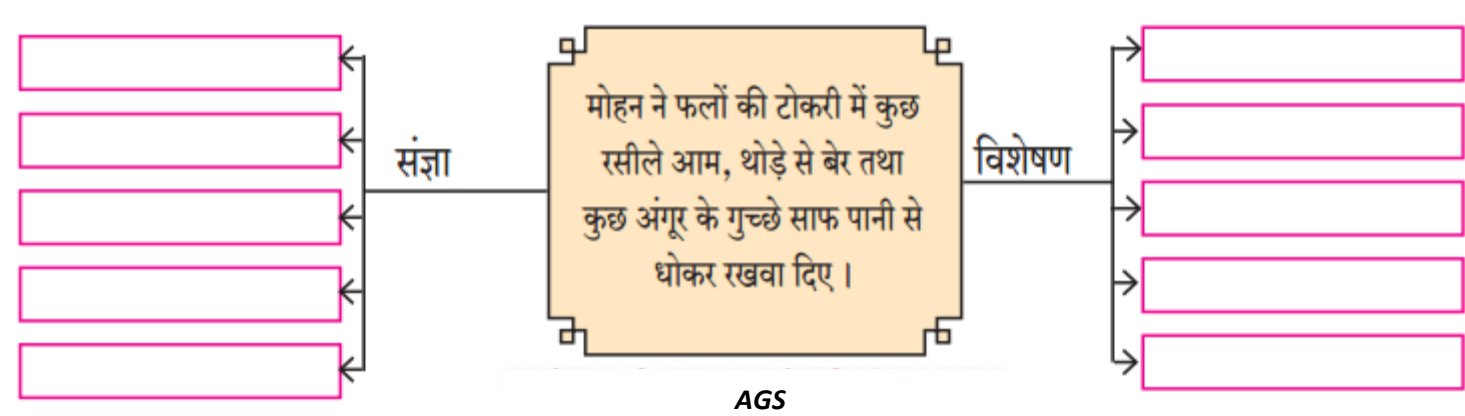 संज्ञा
मोहन ने फलों की टोकरी में कुछ
रसीले आम, थोड़े से बेर तथा
कुछ अंगूर के गुच्छे साफ पानी से
धोकर रखवा दिए ।
विशेषण
AGS